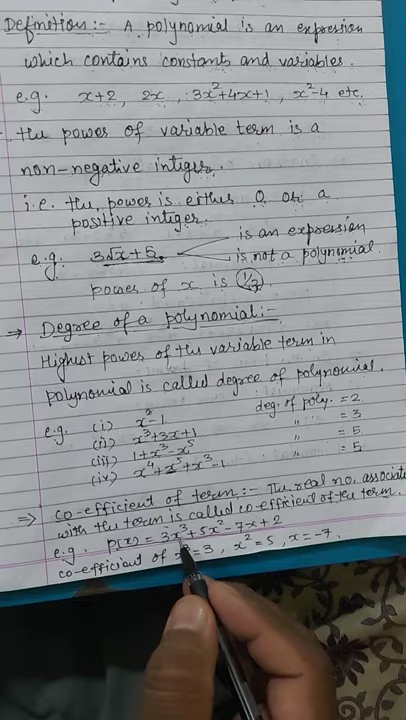 Definition:- A polynomial is an expression
which contains constants and variables.
e.g. x+2, 2x, 3x²+4x+1, x²-4 etc.
the power of variable term is a
non-negative intiger.
i.e. the, power is either 0 or a
positive intiger.
e.g. 3√x+5. is an expression
is not a polynomial
power of x is 1/2.
⇒ Degree of a polynomial:-
Highest power of the variable term in
polynomial is called degree of polynomial.
e.g. (i) x²-1 deg. of poly. = 2
(ii) x³+3x+1 " = 3
(iii) 1+x³-x⁵ " = 5
(iv) x⁴+x⁵+x³-1 " = 5
⇒ co-efficient of term:- The real no. associate
with the term is called co-efficient of the term.
e.g. p(x) = 3x³+5x²-7x+2
co-efficient of x³=3, x²=5, x=-7.